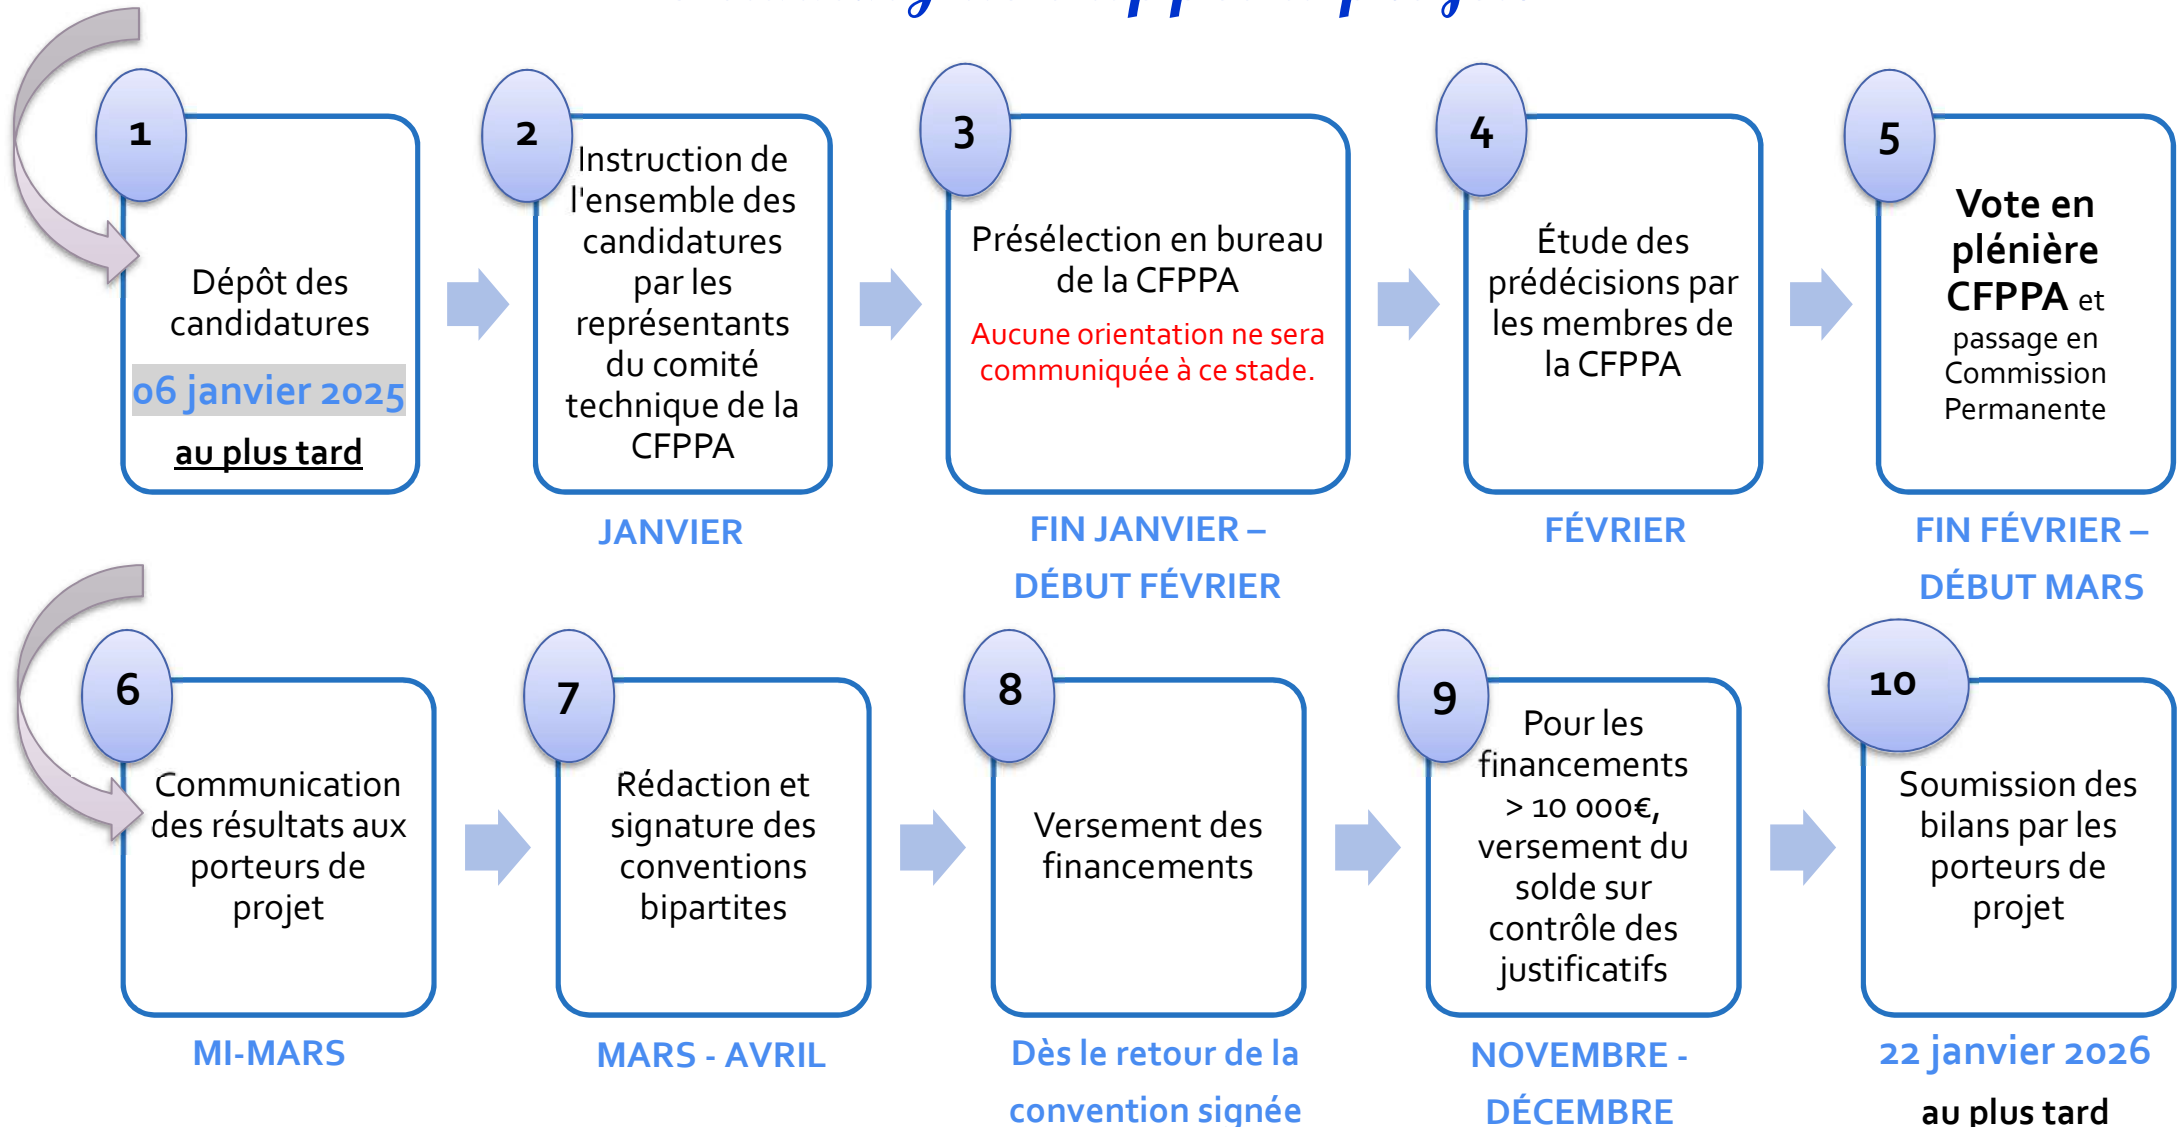 1
Dépôt des
candidatures
06 janvier 2025
au plus tard
2
Instruction de
l'ensemble des
candidatures
par les
représentants
du comité
technique de la
CFPPA
JANVIER
3
Présélection en bureau
de la CFPPA
Aucune orientation ne sera
communiquée à ce stade.
FIN JANVIER –
DÉBUT FÉVRIER
4
Étude des
prédécisions par
les membres de
la CFPPA
FÉVRIER
5
Vote en
plénière
CFPPA et
passage en
Commission
Permanente
FIN FÉVRIER –
DÉBUT MARS
6
Communication
des résultats aux
porteurs de
projet
MI-MARS
7
Rédaction et
signature des
conventions
bipartites
MARS - AVRIL
8
Versement des
financements
Dès le retour de la
convention signée
9
Pour les
financements
> 10 000€,
versement du
solde sur
contrôle des
justificatifs
NOVEMBRE -
DÉCEMBRE
10
Soumission des
bilans par les
porteurs de
projet
22 janvier 2026
au plus tard